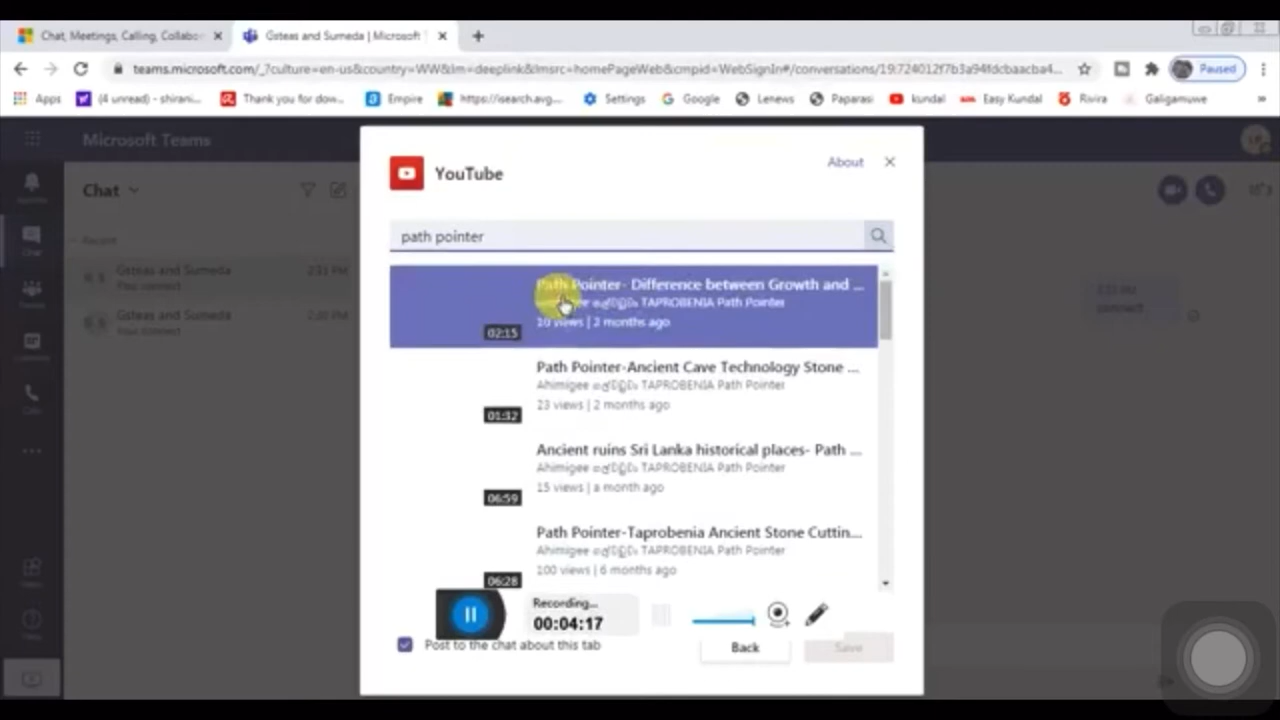 Chat, Meetings, Calling, Collabo
Gsteas and Sumeda | Microsoft
teams.microsoft.com/_?culture=en-us&country=WW&lm=deeplink&lmsrc=homePageWeb&cmpid=WebSignIn#/conversations/19:724012f7b3a94fdcbaacba4...
Paused
Apps
(4 unread) - shirani...
Thank you for dow...
Empire
https://isearch.avg...
Settings
Google
Lenews
Paparasi
kundal
Easy Kundal
Rivira
Galigamuwe
Microsoft Teams
Chat
Recent
Gsteas and Sumeda
2:33 PM
Gsteas and Sumeda
YouTube
About
path pointer
Path Pointer- Difference between Growth and ...
TAPROBENIA Path Pointer
10 views | 2 months ago
02:15
Path Pointer-Ancient Cave Technology Stone ...
Ahimigee TAPROBENIA Path Pointer
23 views | 2 months ago
01:32
Ancient ruins Sri Lanka historical places- Path ...
Ahimigee TAPROBENIA Path Pointer
15 views | a month ago
06:59
Path Pointer-Taprobenia Ancient Stone Cuttin...
Ahimigee TAPROBENIA Path Pointer
100 views | 6 months ago
06:28
Recording...
00:04:17
Post to the chat about this tab
Back
Save